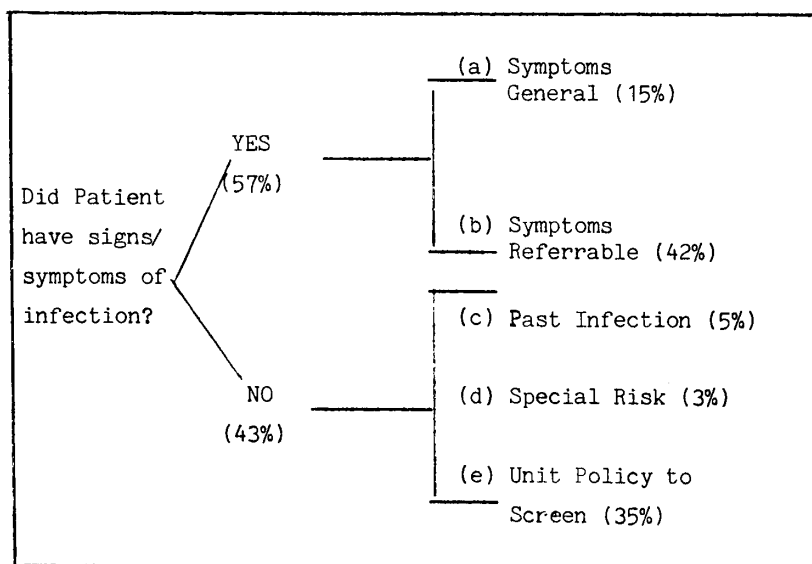 Did Patient
have signs/
symptoms of
infection?
YES
(57%)
NO
(43%)
(a) Symptoms
General (15%)
(b) Symptoms
Referrable (42%)
(c) Past Infection (5%)
(d) Special Risk (3%)
(e) Unit Policy to
Screen (35%)